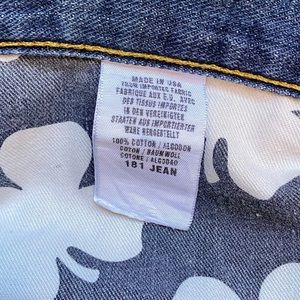 MADE IN USA
FROM IMPORTED FABRIC
FABRIQUE AUX E.U. AVEC
DES TISSUS IMPORTES
IN DEN VEREINIGTEN
STAATEN AUS IMPORTIERTER
WARE HERGESTELLT
100% COTTON / ALGODON
COTON / BAUMWOLL
COTONE / ALGODAO
181 JEAN